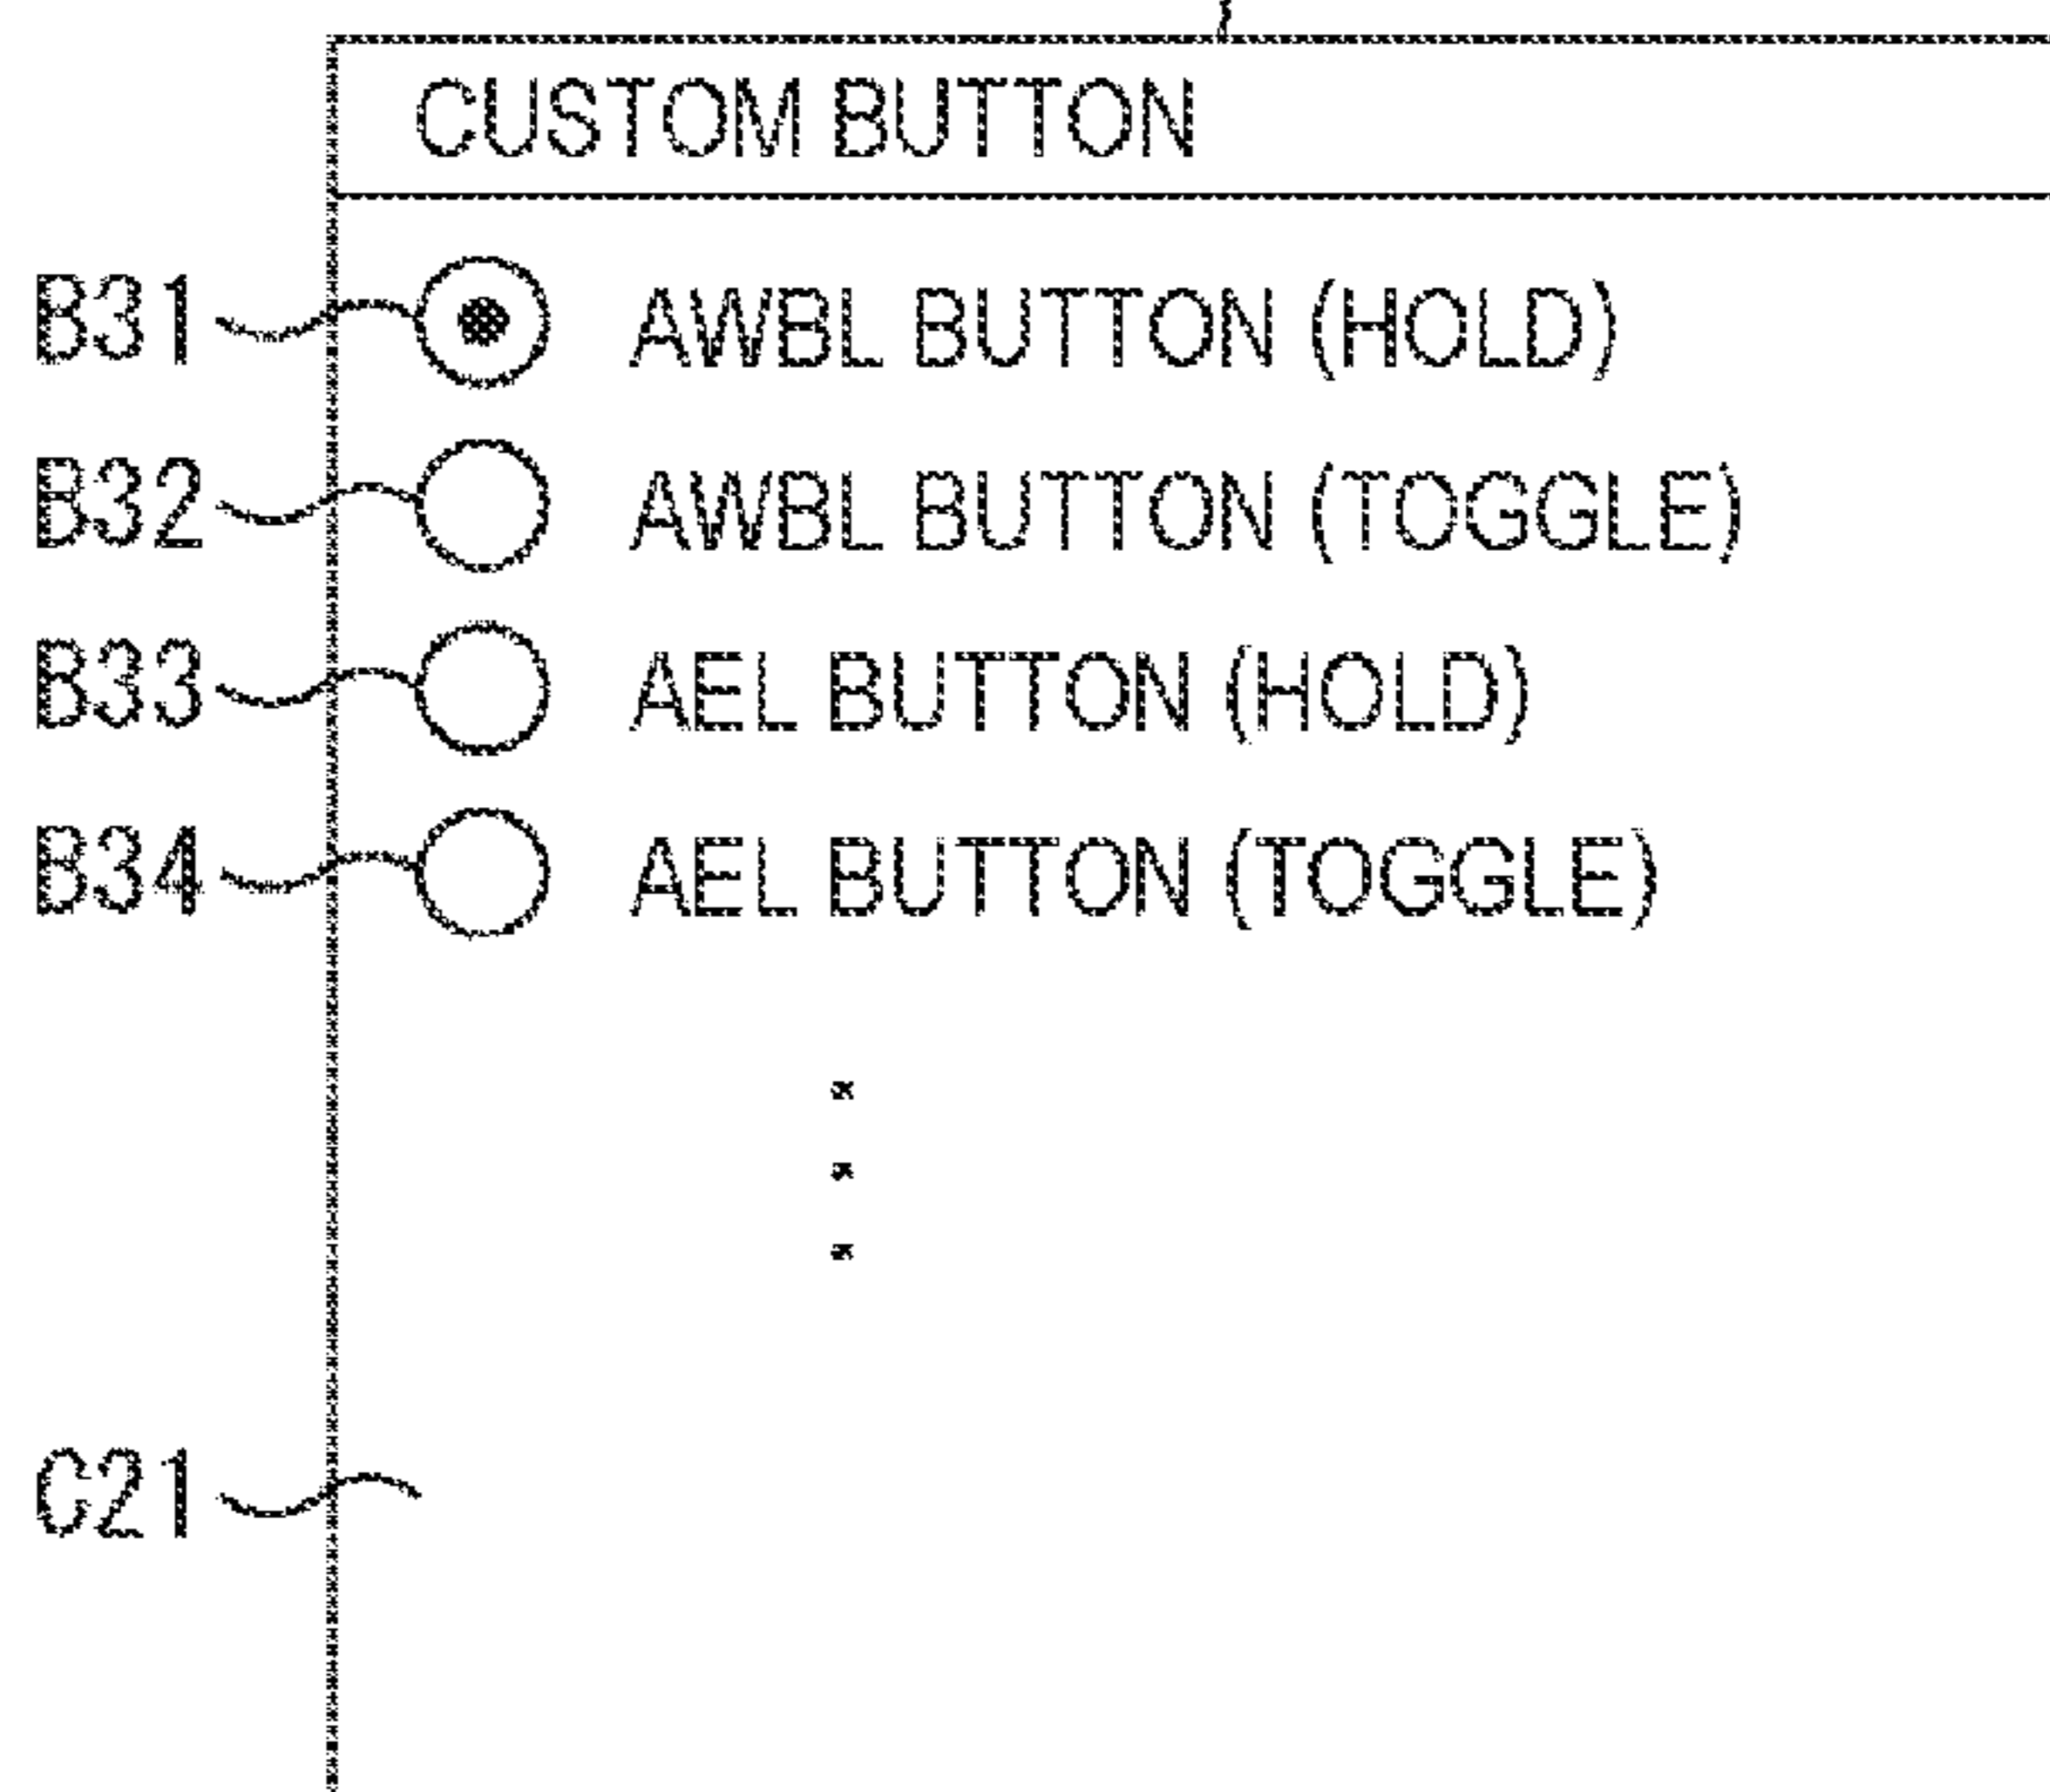 CUSTOM BUTTON
B31 AWBL BUTTON (HOLD)
B32 AWBL BUTTON (TOGGLE)
B33 AEL BUTTON (HOLD)
B34 AEL BUTTON (TOGGLE)
C21